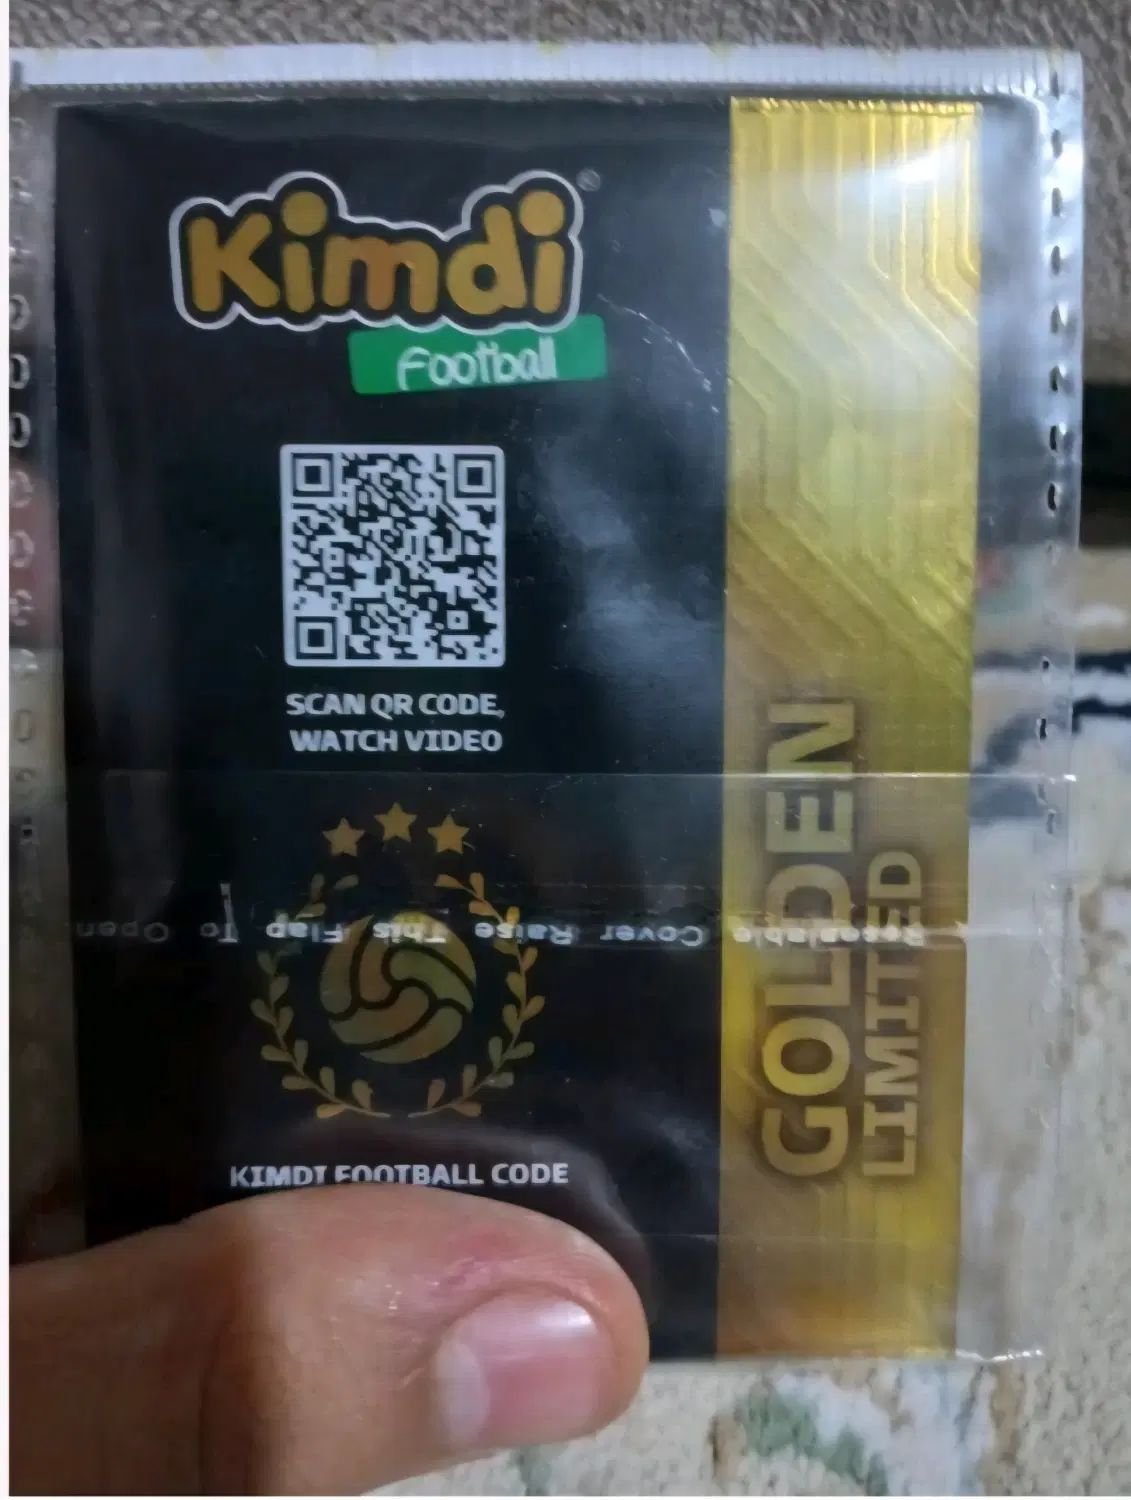 Kimdi®
Football
SCAN QR CODE,
WATCH VIDEO
Resealable Cover Raise This Flap To Open
KIMDI FOOTBALL CODE
GOLDEN
LIMITED